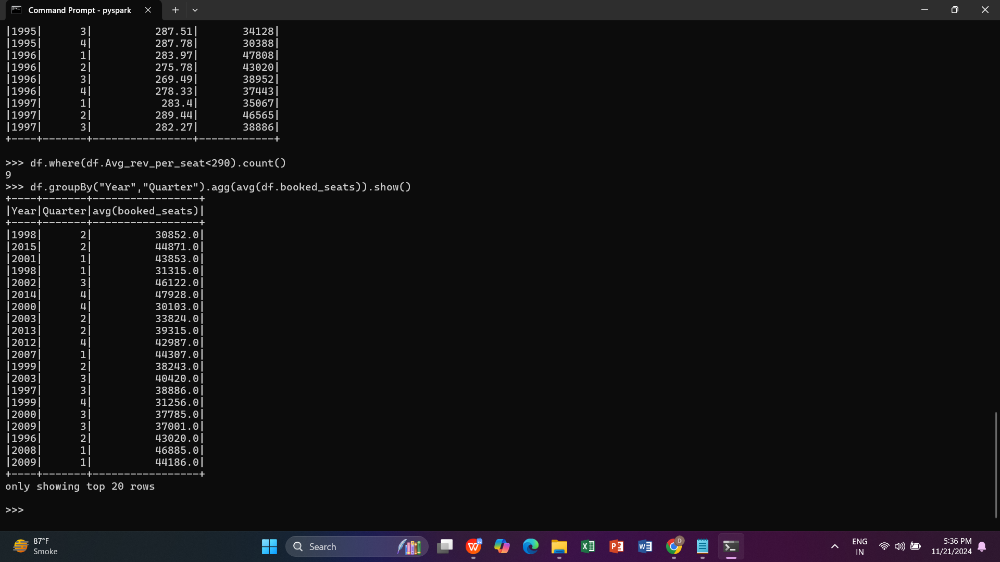 Command Prompt - pyspark
|1995|      3|          287.51|       34128|
|1995|      4|          287.78|       30388|
|1996|      1|          283.97|       47808|
|1996|      2|          275.78|       43020|
|1996|      3|          269.49|       38952|
|1996|      4|          278.33|       37443|
|1997|      1|           283.4|       35067|
|1997|      2|          289.44|       46565|
|1997|      3|          282.27|       38886|
+----+-------+----------------+------------+
>>> df.where(df.Avg_rev_per_seat<290).count()
9
>>> df.groupBy("Year","Quarter").agg(avg(df.booked_seats)).show()
+----+-------+-----------------+
|Year|Quarter|avg(booked_seats)|
+----+-------+-----------------+
|1998|      2|          30852.0|
|2015|      2|          44871.0|
|2001|      1|          43853.0|
|1998|      1|          31315.0|
|2002|      3|          46122.0|
|2014|      4|          47928.0|
|2000|      4|          30103.0|
|2003|      2|          33824.0|
|2013|      2|          39315.0|
|2012|      4|          42987.0|
|2007|      1|          44307.0|
|1999|      2|          38243.0|
|2003|      3|          40420.0|
|1997|      3|          38886.0|
|1999|      4|          31256.0|
|2000|      3|          37785.0|
|2009|      3|          37001.0|
|1996|      2|          43020.0|
|2008|      1|          46885.0|
|2009|      1|          44186.0|
+----+-------+-----------------+
only showing top 20 rows
>>>
87°F
Smoke
Search
D
ENG
IN
5:36 PM
11/21/2024